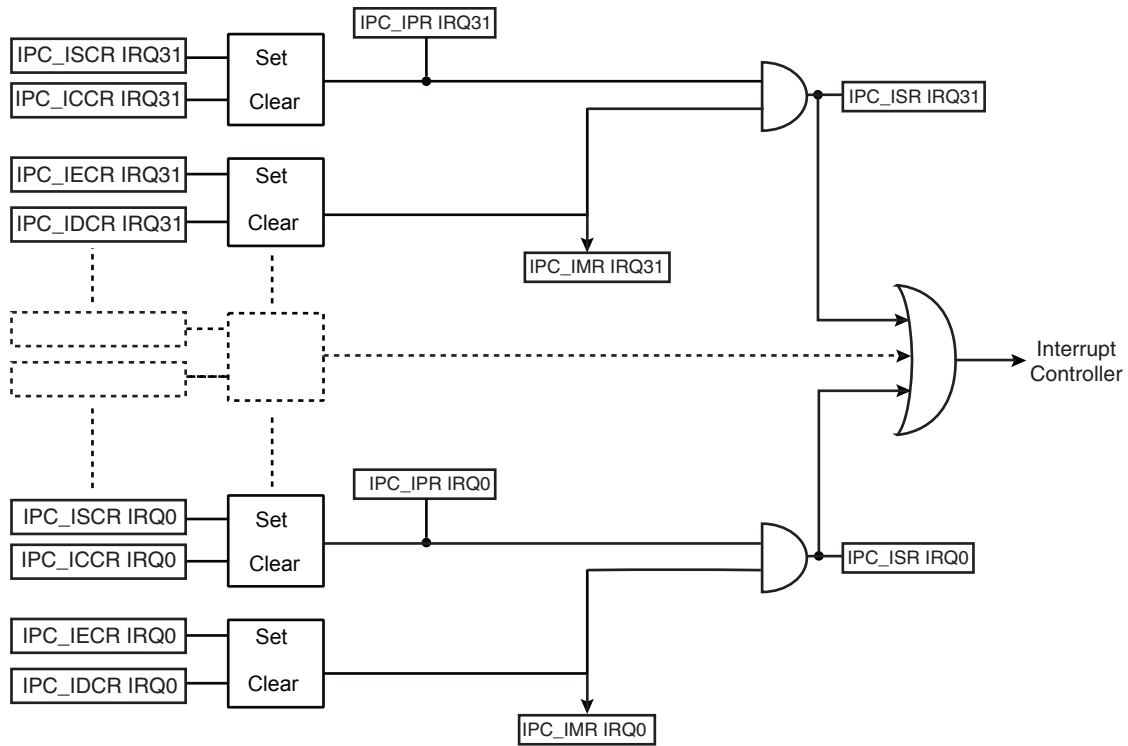 IPC_IPR IRQ31
IPC_ISCR IRQ31
Set
IPC_ICCR IRQ31
Clear
IPC_ISR IRQ31
IPC_IECR IRQ31
Set
IPC_IDCR IRQ31
Clear
IPC_IMR IRQ31
Interrupt
Controller
IPC_IPR IRQ0
IPC_ISCR IRQ0
Set
IPC_ICCR IRQ0
Clear
IPC_ISR IRQ0
IPC_IECR IRQ0
Set
IPC_IDCR IRQ0
Clear
IPC_IMR IRQ0